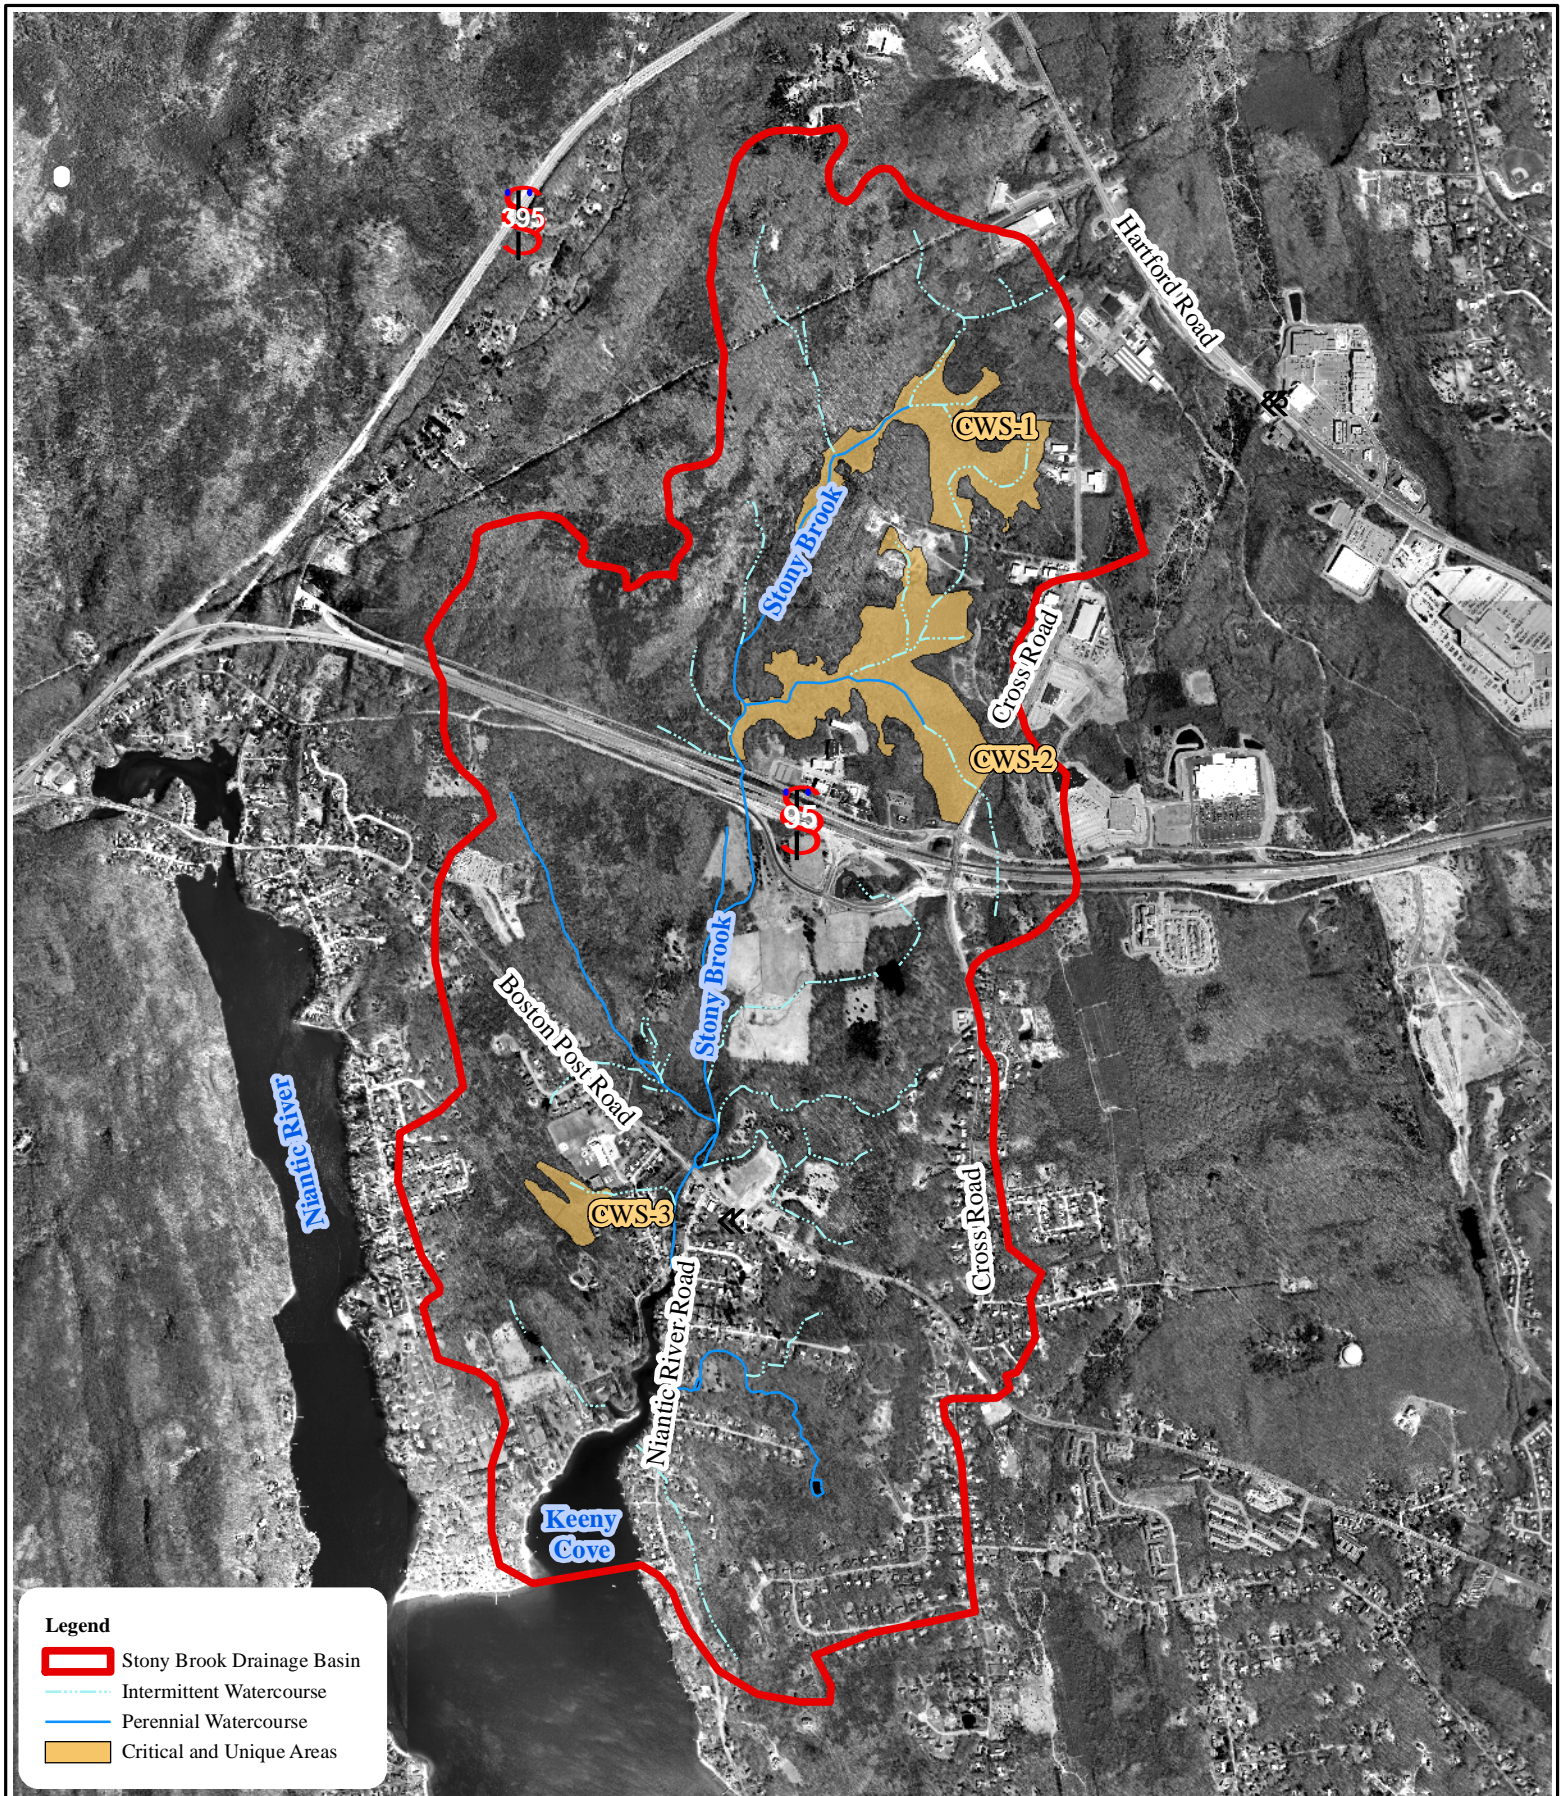 395
Hartford Road
85
CWS-1
Stony Brook
Cross Road
CWS-2
95
Stony Brook
Boston Post Road
Niantic River
Cross Road
CWS-3
Niantic River Road
Keeny
Cove
Legend
Stony Brook Drainage Basin
Intermittent Watercourse
Perennial Watercourse
Critical and Unique Areas